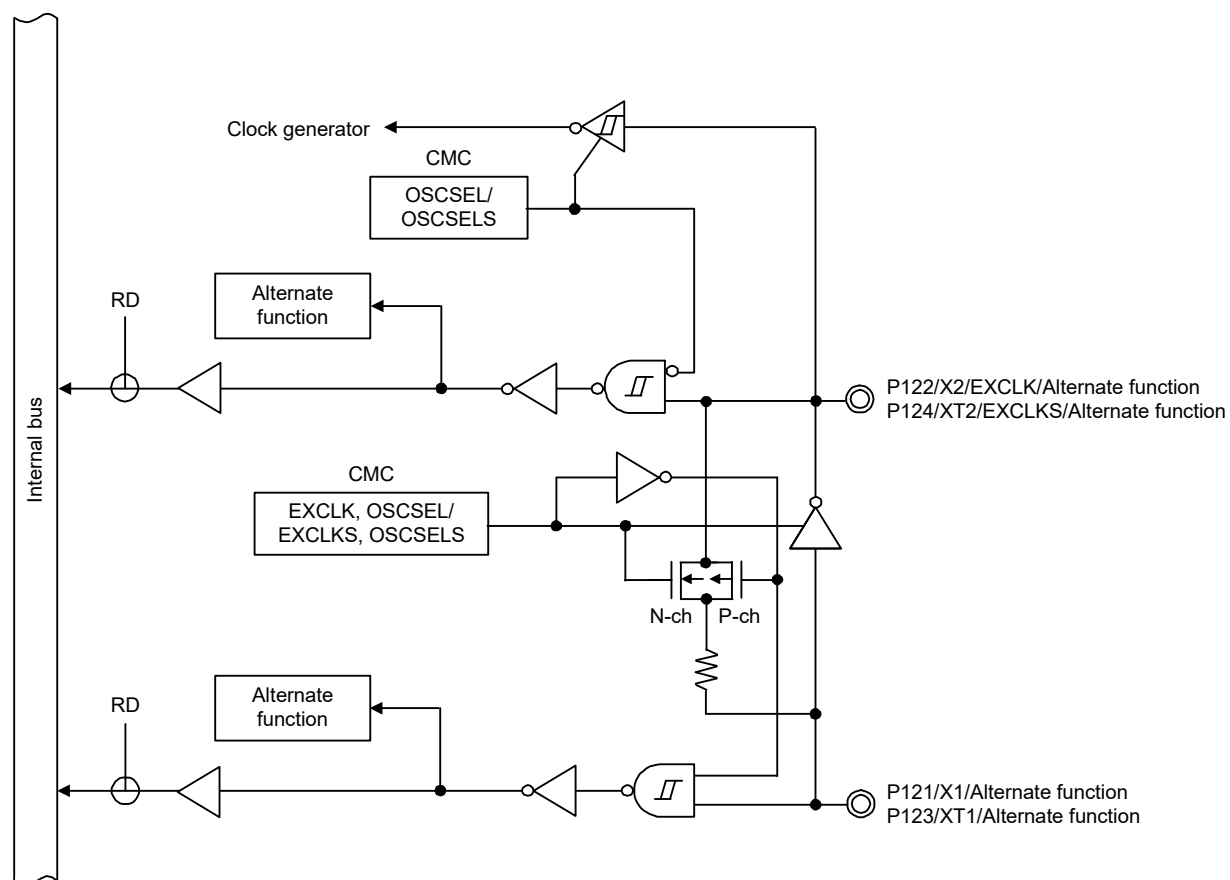 Clock generator
CMC
OSCSEL/
OSCSELS
RD
Alternate
function
P122/X2/EXCLK/Alternate function
P124/XT2/EXCLKS/Alternate function
Internal bus
CMC
EXCLK, OSCSEL/
EXCLKS, OSCSELS
N-ch
P-ch
RD
Alternate
function
P121/X1/Alternate function
P123/XT1/Alternate function